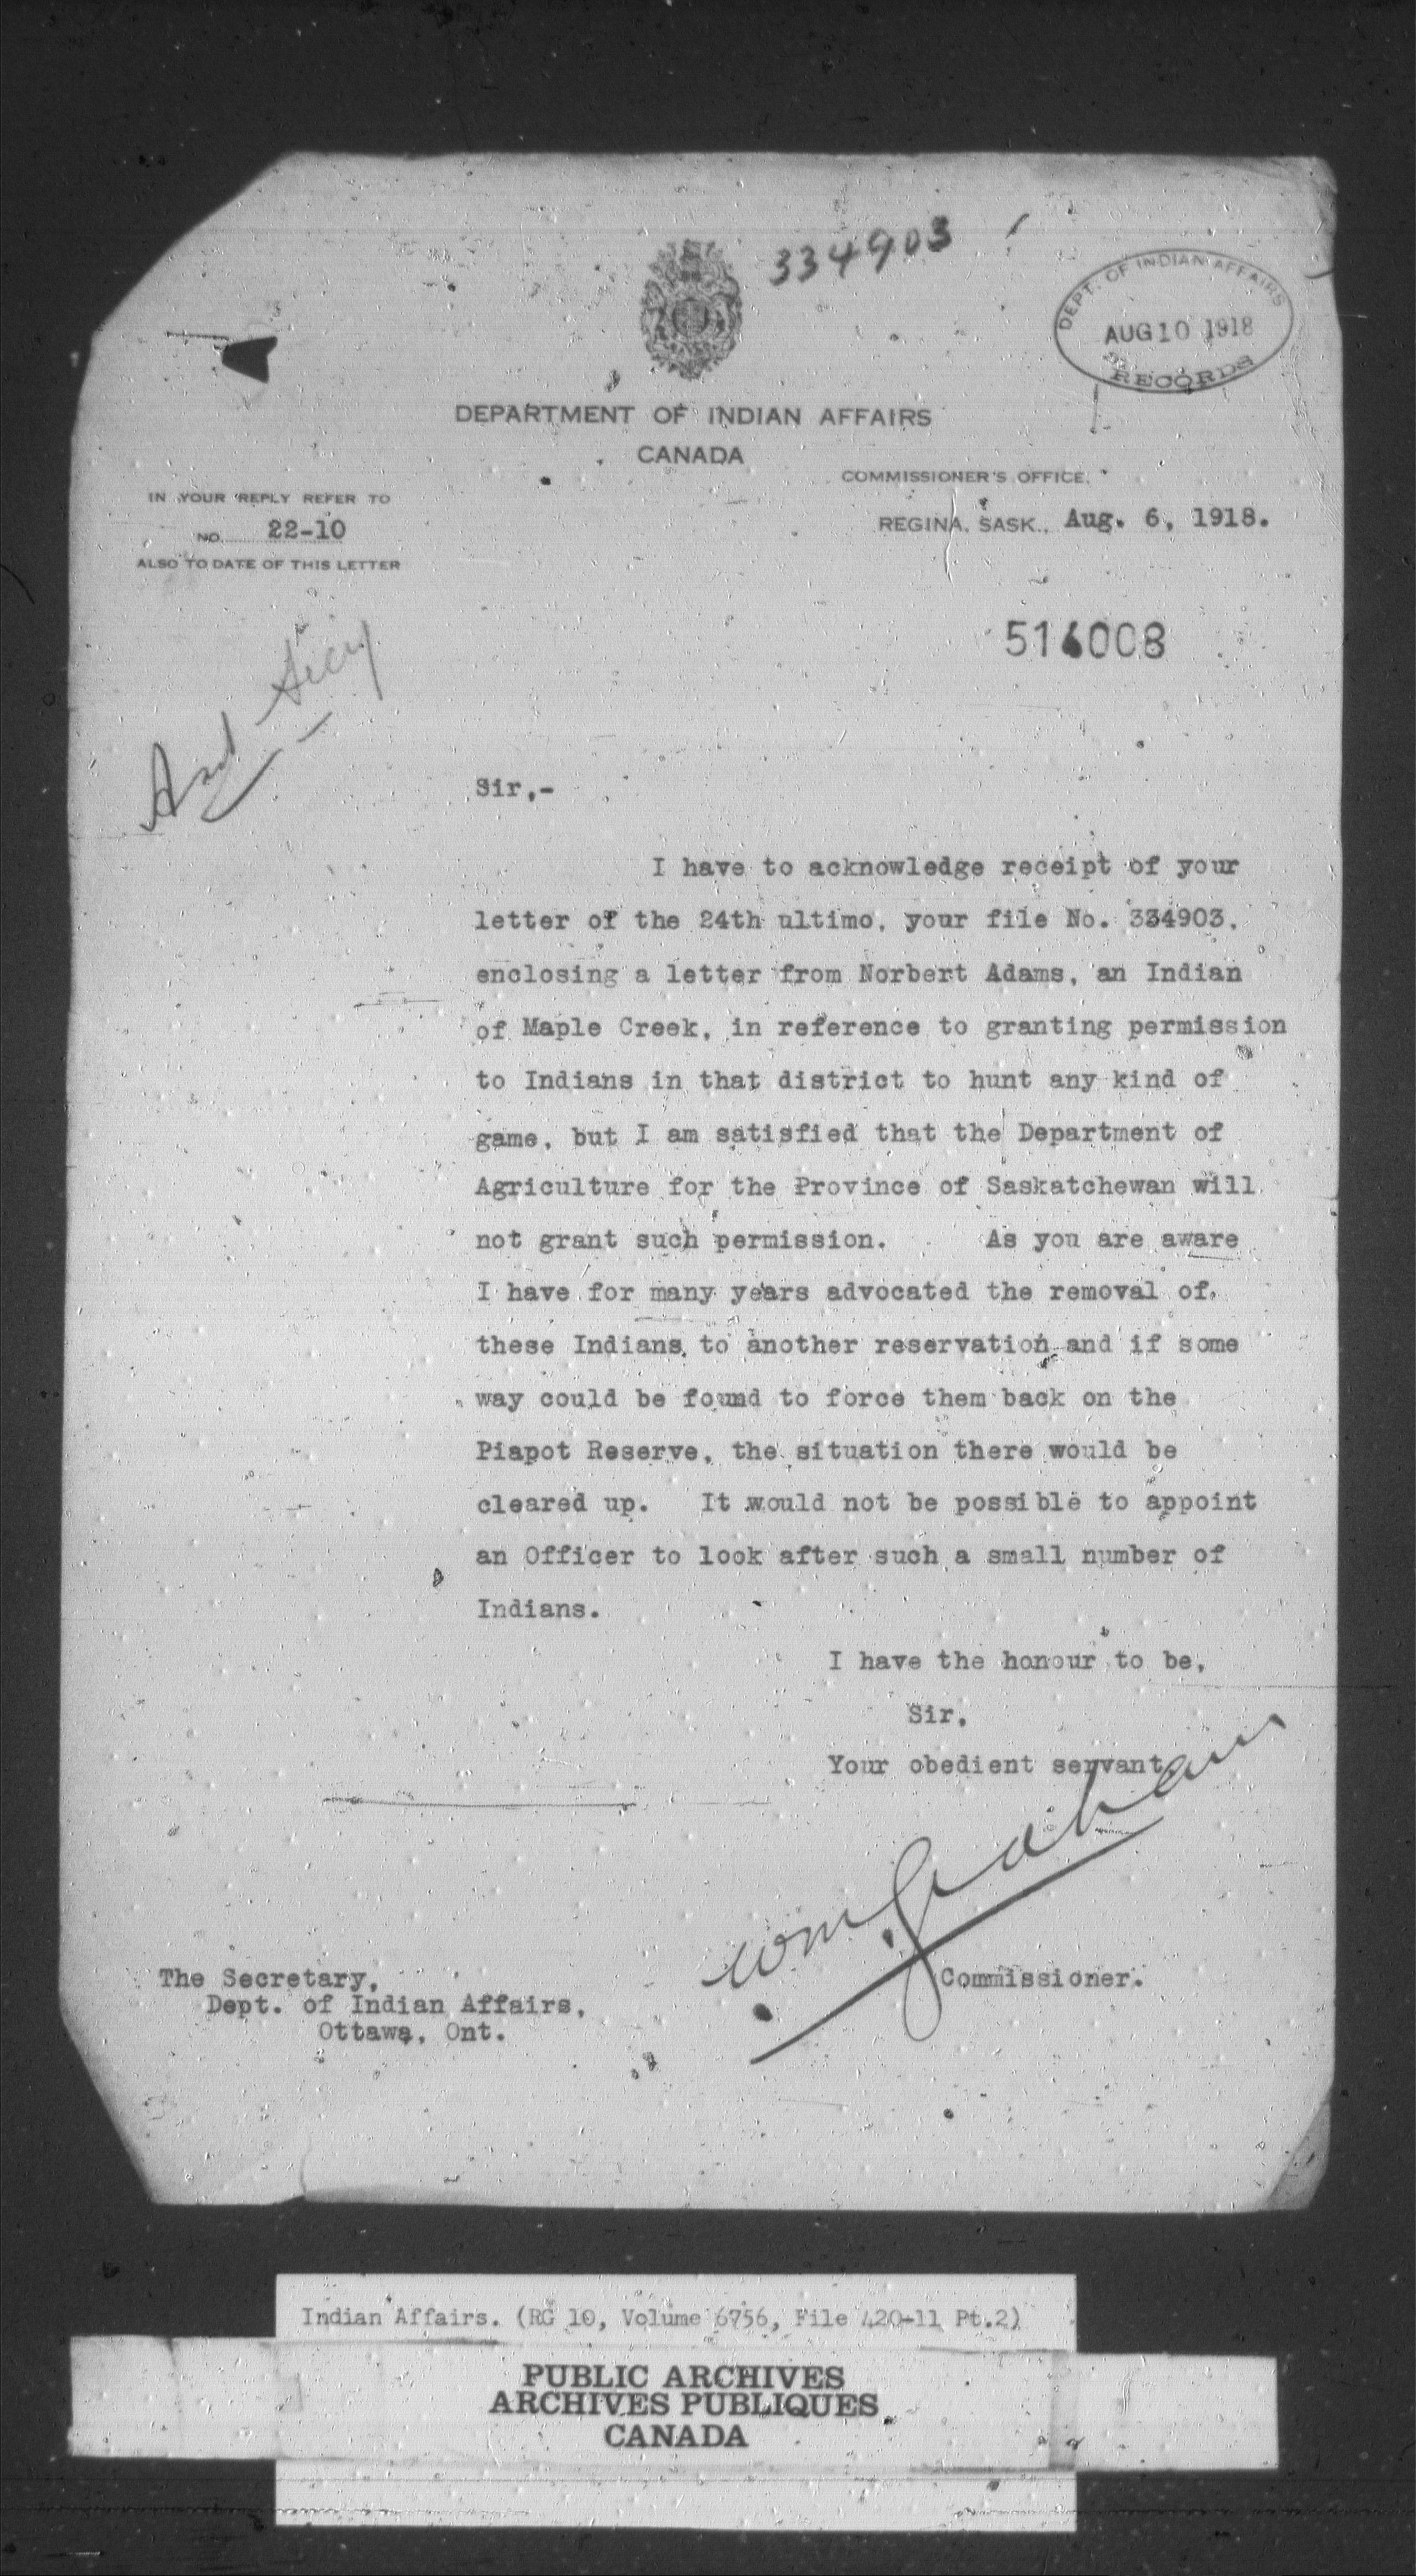 334903
DEPT. OF INDIAN AFFAIRS
AUG 10 1918
RECORDS
DEPARTMENT OF INDIAN AFFAIRS
CANADA
COMMISSIONER'S OFFICE,
IN YOUR REPLY REFER TO
NO. 22-10
ALSO TO DATE OF THIS LETTER
REGINA, SASK., Aug. 6, 1918.
514008
Sir,-
I have to acknowledge receipt of your
letter of the 24th ultimo, your file No. 334903,
enclosing a letter from Norbert Adams, an Indian
of Maple Creek, in reference to granting permission
to Indians in that district to hunt any kind of
game, but I am satisfied that the Department of
Agriculture for the Province of Saskatchewan will
not grant such permission. As you are aware
I have for many years advocated the removal of
these Indians to another reservation and if some
way could be found to force them back on the
Piapot Reserve, the situation there would be
cleared up. It would not be possible to appoint
an Officer to look after such a small number of
Indians.
I have the honour to be,
Sir,
Your obedient servant,
Wm. Graham
Commissioner.
The Secretary,
Dept. of Indian Affairs,
Ottawa, Ont.
Indian Affairs. (RG 10, Volume 6756, File 420-11 Pt.2)
PUBLIC ARCHIVES
ARCHIVES PUBLIQUES
CANADA